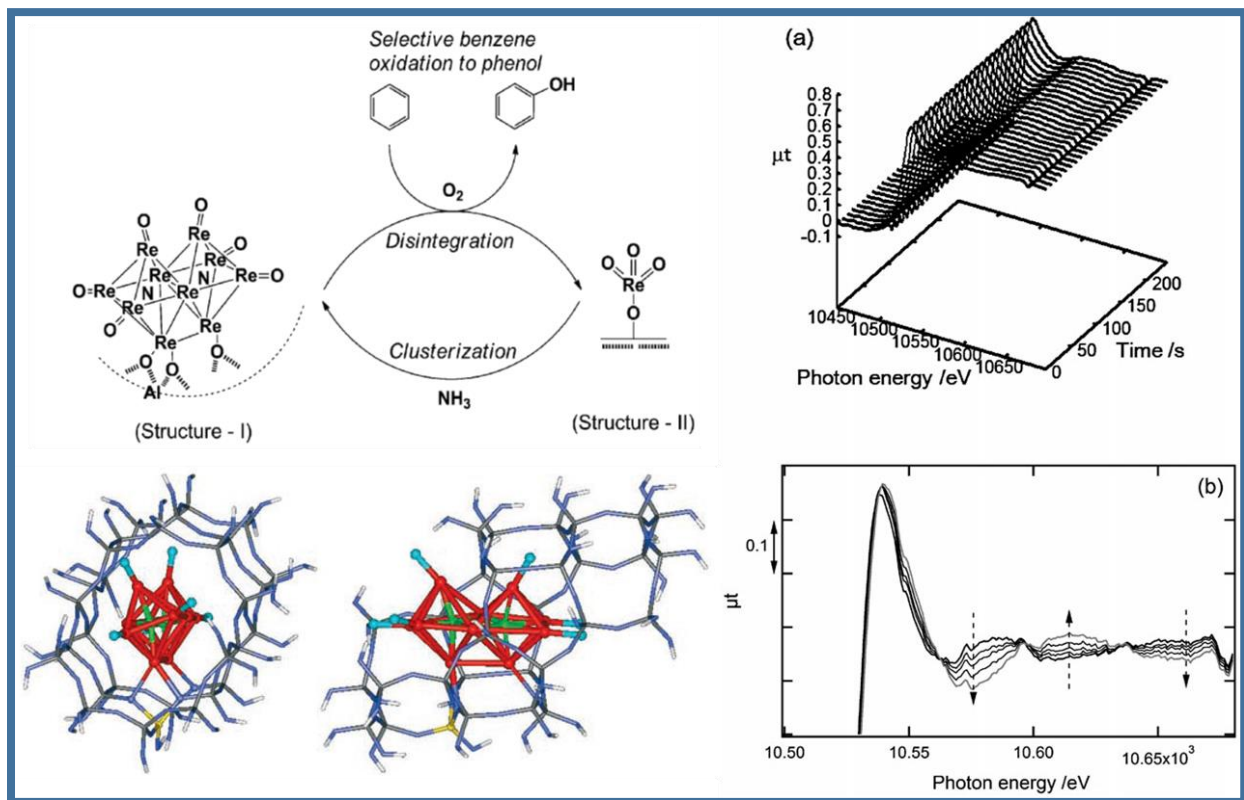 Selective benzene
oxidation to phenol
OH
O₂
Disintegration
Clusterization
NH₃
O
O
Re
Re
O
Re
N
Re
N
Re
O
O
Re
Re
Re
O
Re
Re
O
O
O
Al
(Structure - I)
O
O
O
Re
O
(Structure - II)
(a)
0.8
0.7
0.6
0.5
0.4
0.3
0.2
0.1
0
-0.1
μt
10450
10500
10550
10600
10650
Photon energy /eV
0
50
100
150
200
Time /s
(b)
0.1
μt
10.50
10.55
10.60
10.65x10³
Photon energy /eV